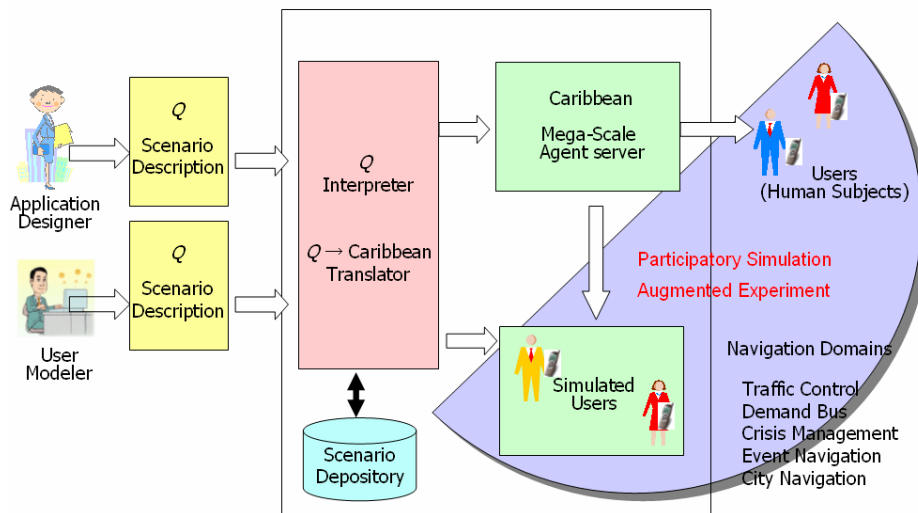 Application
Designer
Q
Scenario
Description
User
Modeler
Q
Scenario
Description
Q
Interpreter
Q → Caribbean
Translator
Scenario
Depository
Caribbean
Mega-Scale
Agent server
Simulated
Users
Users
(Human Subjects)
Participatory Simulation
Augmented Experiment
Navigation Domains
Traffic Control
Demand Bus
Crisis Management
Event Navigation
City Navigation